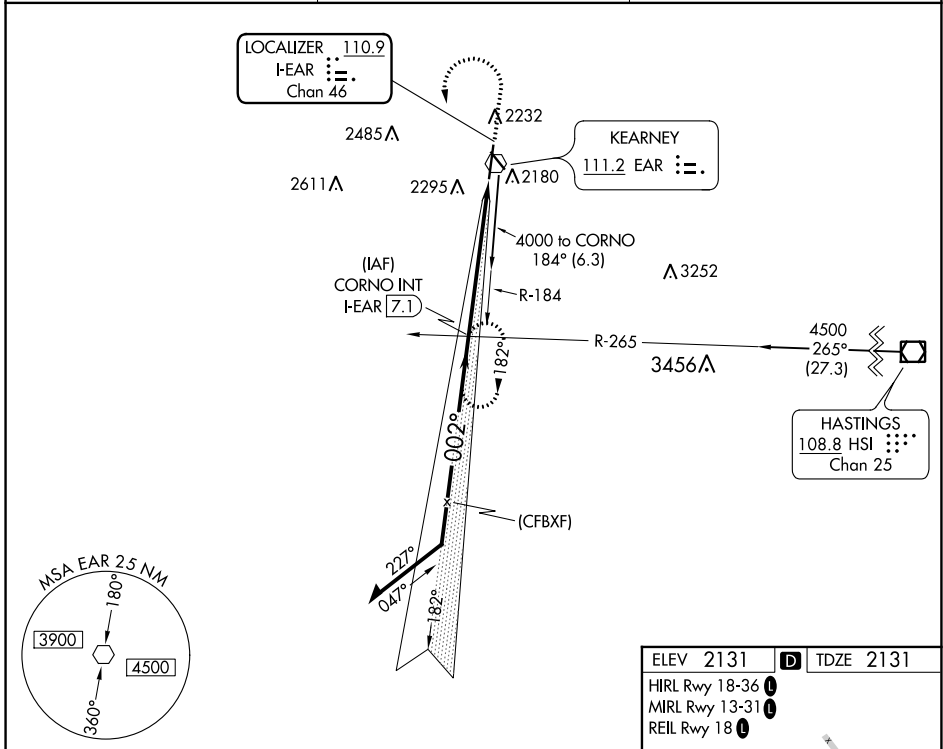 LOCALIZER 110.9
I-EAR
Chan 46
2232
2485
KEARNEY
111.2 EAR
2611
2295
2180
4000 to CORNO
184° (6.3)
3252
(IAF)
CORNO INT
I-EAR 7.1
R-184
R-265
4500
265°
(27.3)
3456
182°
HASTINGS
108.8 HSI
Chan 25
002°
(CFBXF)
227°
047°
182°
MSA EAR 25 NM
180°
3900
4500
360°
ELEV 2131 D TDZE 2131
HIRL Rwy 18-36 L
MIRL Rwy 13-31 L
REIL Rwy 18 L